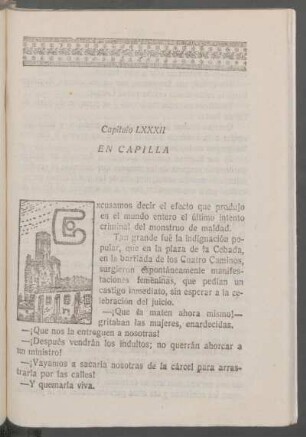 Capítulo LXXXII
EN CAPILLA
Excusamos decir el efecto que produjo
en el mundo entero el último intento
criminal del monstruo de maldad.
Tan grande fué la indignación po-
pular, que en la plaza de la Cebada,
en la barriada de los Cuatro Caminos,
surgieron espontáneamente manifes-
taciones femeninas, que pedían un
castigo inmediato, sin esperar a la ce-
lebración del juicio.
—¡Que la maten ahora mismo!—
gritaban las mujeres, enardecidas.
—¡Que nos la entreguen a nosotras!
—¡Después vendrán los indultos; no querrán ahorcar a
un ministro!
—¡Vayamos a sacarla nosotras de la cárcel para arras-
trarla por las calles!
—Y quemarla viva.